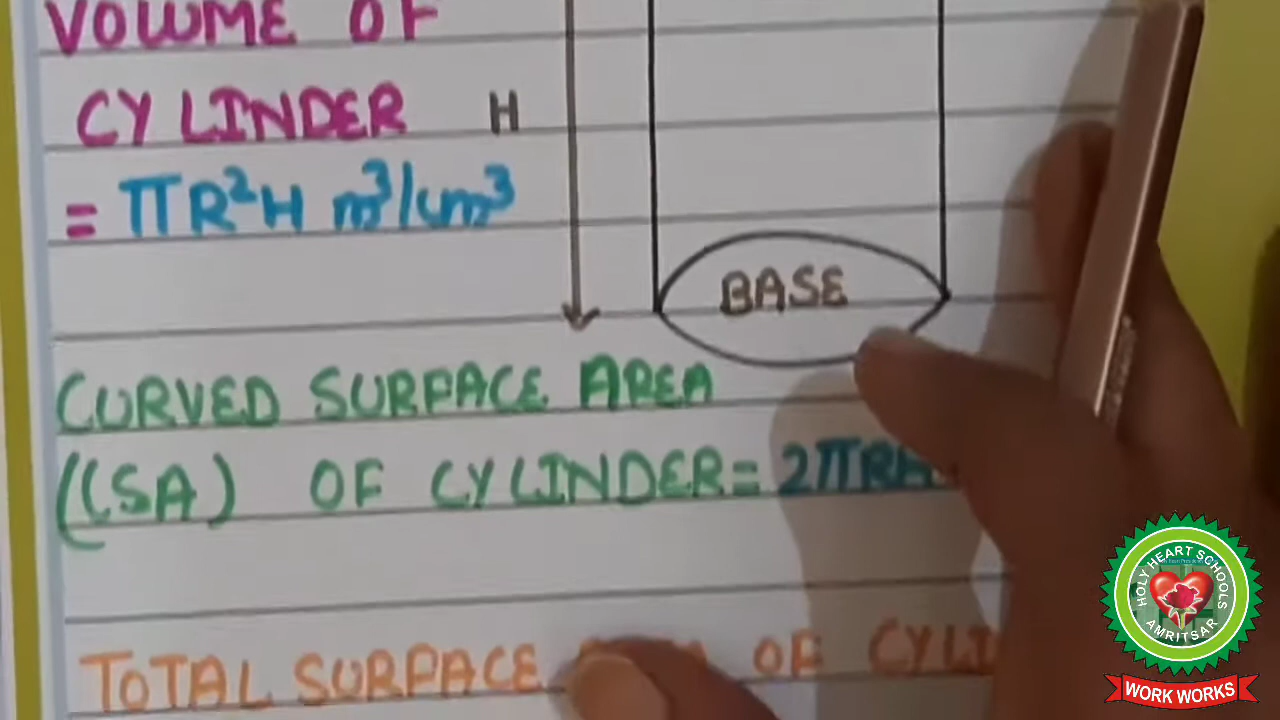 VOLUME OF
CYLINDER H
= πR²H m³/cm³
BASE
CURVED SURFACE AREA
(CSA) OF CYLINDER = 2πRH
TOTAL SURFACE OF
HOLY HEART SCHOOLS
AMRITSAR
WORK WORKS